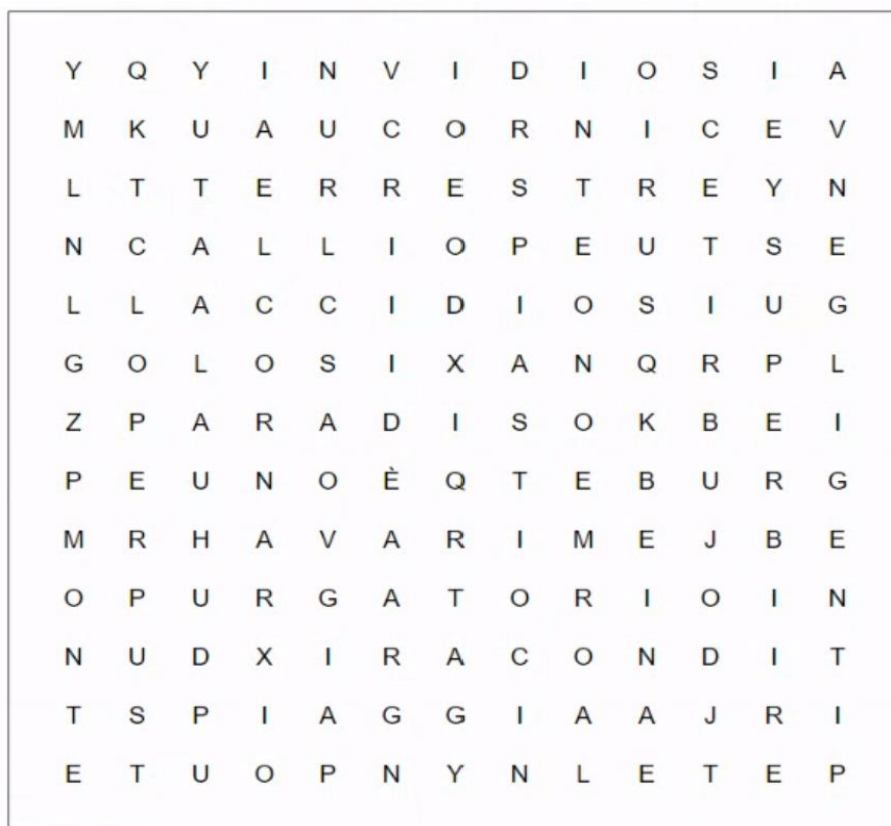 Y Q Y I N V I D I O S I A
M K U A U C O R N I C E V
L T T E R R E S T R E Y N
N C A L L I O P E U T S E
L L A C C I D I O S I U G
G O L O S I X A N Q R P L
Z P A R A D I S O K B E I
P E U N O È Q T E B U R G
M R H A V A R I M E J B E
O P U R G A T O R I O I N
N U D X I R A C O N D I T
T S P I A G G I A A J R I
E T U O P N Y N L E T E P